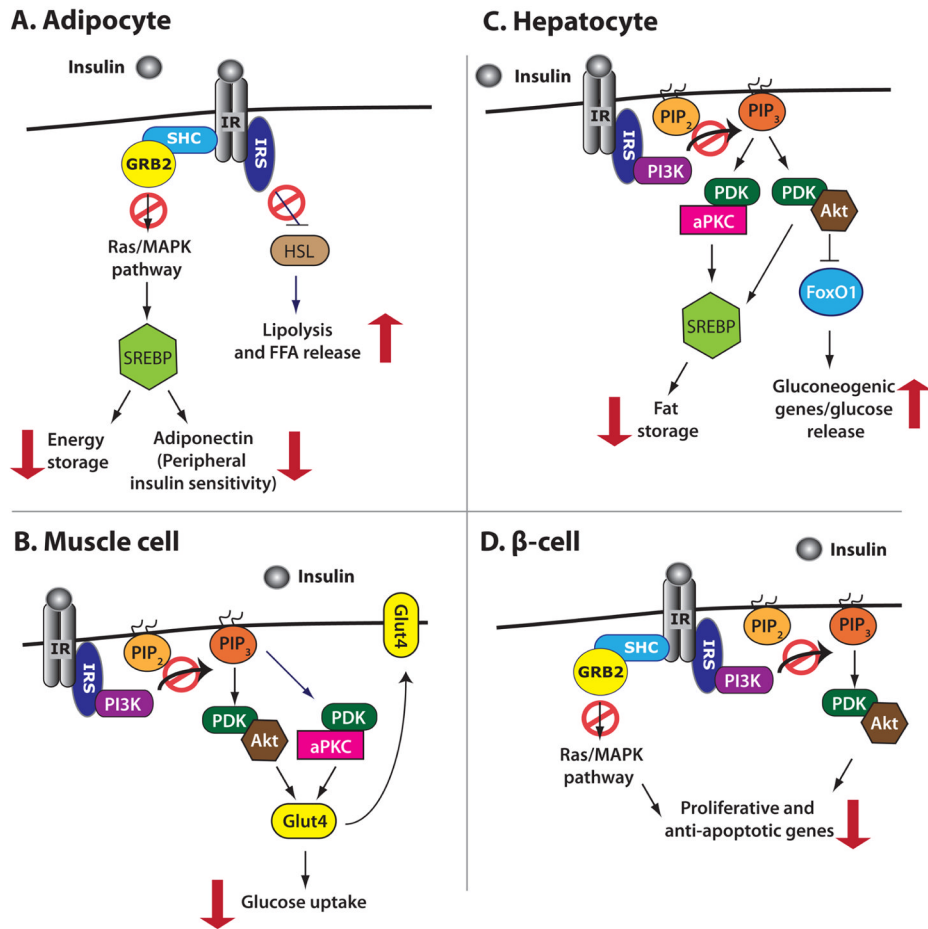 A. Adipocyte
Insulin
IR
SHC
IRS
GRB2
Ras/MAPK
pathway
HSL
SREBP
Lipolysis
and FFA release
Energy
storage
Adiponectin
(Peripheral
insulin sensitivity)
B. Muscle cell
Insulin
IR
IRS
PI3K
PIP2
PIP3
PDK
Akt
PDK
aPKC
Glut4
Glut4
Glucose uptake
C. Hepatocyte
Insulin
IR
IRS
PI3K
PIP2
PIP3
PDK
aPKC
PDK
Akt
FoxO1
SREBP
Fat
storage
Gluconeogenic
genes/glucose
release
D. β-cell
Insulin
IR
SHC
IRS
GRB2
PI3K
PIP2
PIP3
PDK
Akt
Ras/MAPK
pathway
Proliferative and
anti-apoptotic genes